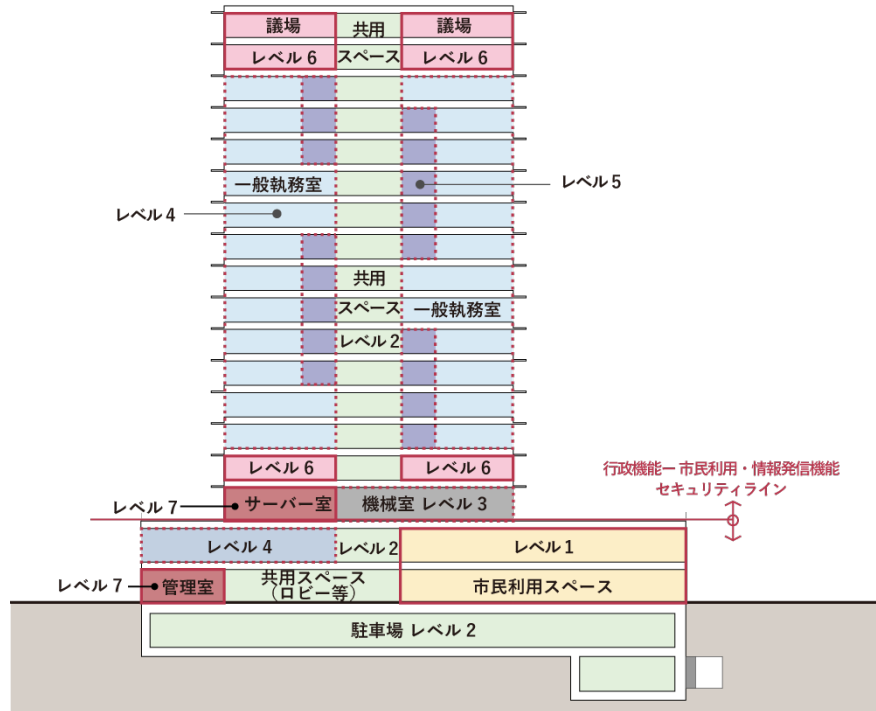 議場
共用
議場
レベル 6
スペース
レベル 6
一般執務室
レベル 5
レベル 4
共用
スペース
一般執務室
レベル 2
レベル 6
レベル 6
行政機能ー 市民利用・情報発信機能
セキュリティライン
レベル 7
サーバー室
機械室 レベル 3
レベル 4
レベル 2
レベル 1
レベル 7
管理室
共用スペース
（ロビー等）
市民利用スペース
駐車場 レベル 2